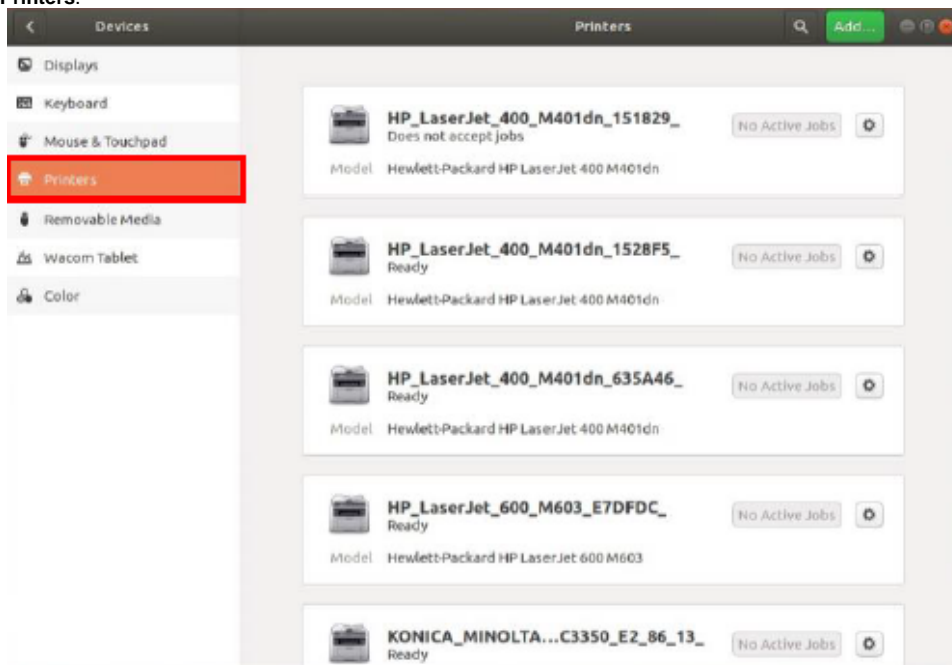 Printers.
Devices
Printers
Add...
Displays
Keyboard
Mouse & Touchpad
Printers
Removable Media
Wacom Tablet
Color
HP_LaserJet_400_M401dn_151829_
Does not accept jobs
No Active Jobs
Model Hewlett-Packard HP LaserJet 400 M401dn
HP_LaserJet_400_M401dn_1528F5_
Ready
No Active Jobs
Model Hewlett-Packard HP LaserJet 400 M401dn
HP_LaserJet_400_M401dn_635A46_
Ready
No Active Jobs
Model Hewlett-Packard HP LaserJet 400 M401dn
HP_LaserJet_600_M603_E7DFDC_
Ready
No Active Jobs
Model Hewlett-Packard HP LaserJet 600 M603
KONICA_MINOLTA...C3350_E2_86_13_
Ready
No Active Jobs